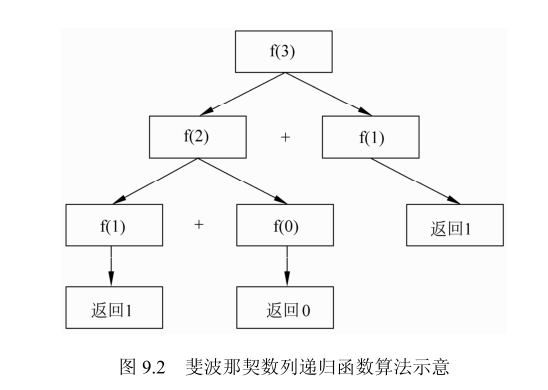 f(3)
f(2) + f(1)
f(1) + f(0) 返回1
返回1 返回0
图 9.2 斐波那契数列递归函数算法示意